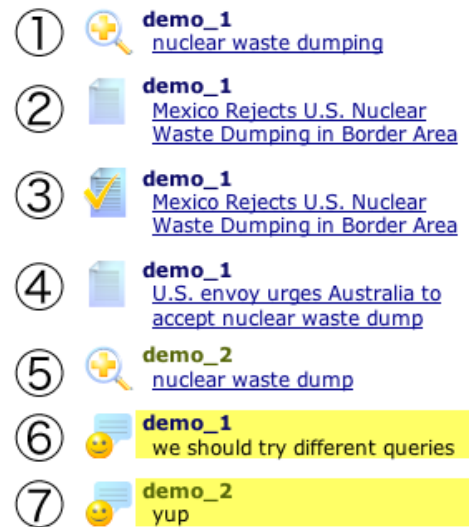 ① demo_1
nuclear waste dumping
② demo_1
Mexico Rejects U.S. Nuclear
Waste Dumping in Border Area
③ demo_1
Mexico Rejects U.S. Nuclear
Waste Dumping in Border Area
④ demo_1
U.S. envoy urges Australia to
accept nuclear waste dump
⑤ demo_2
nuclear waste dump
⑥ demo_1
we should try different queries
⑦ demo_2
yup